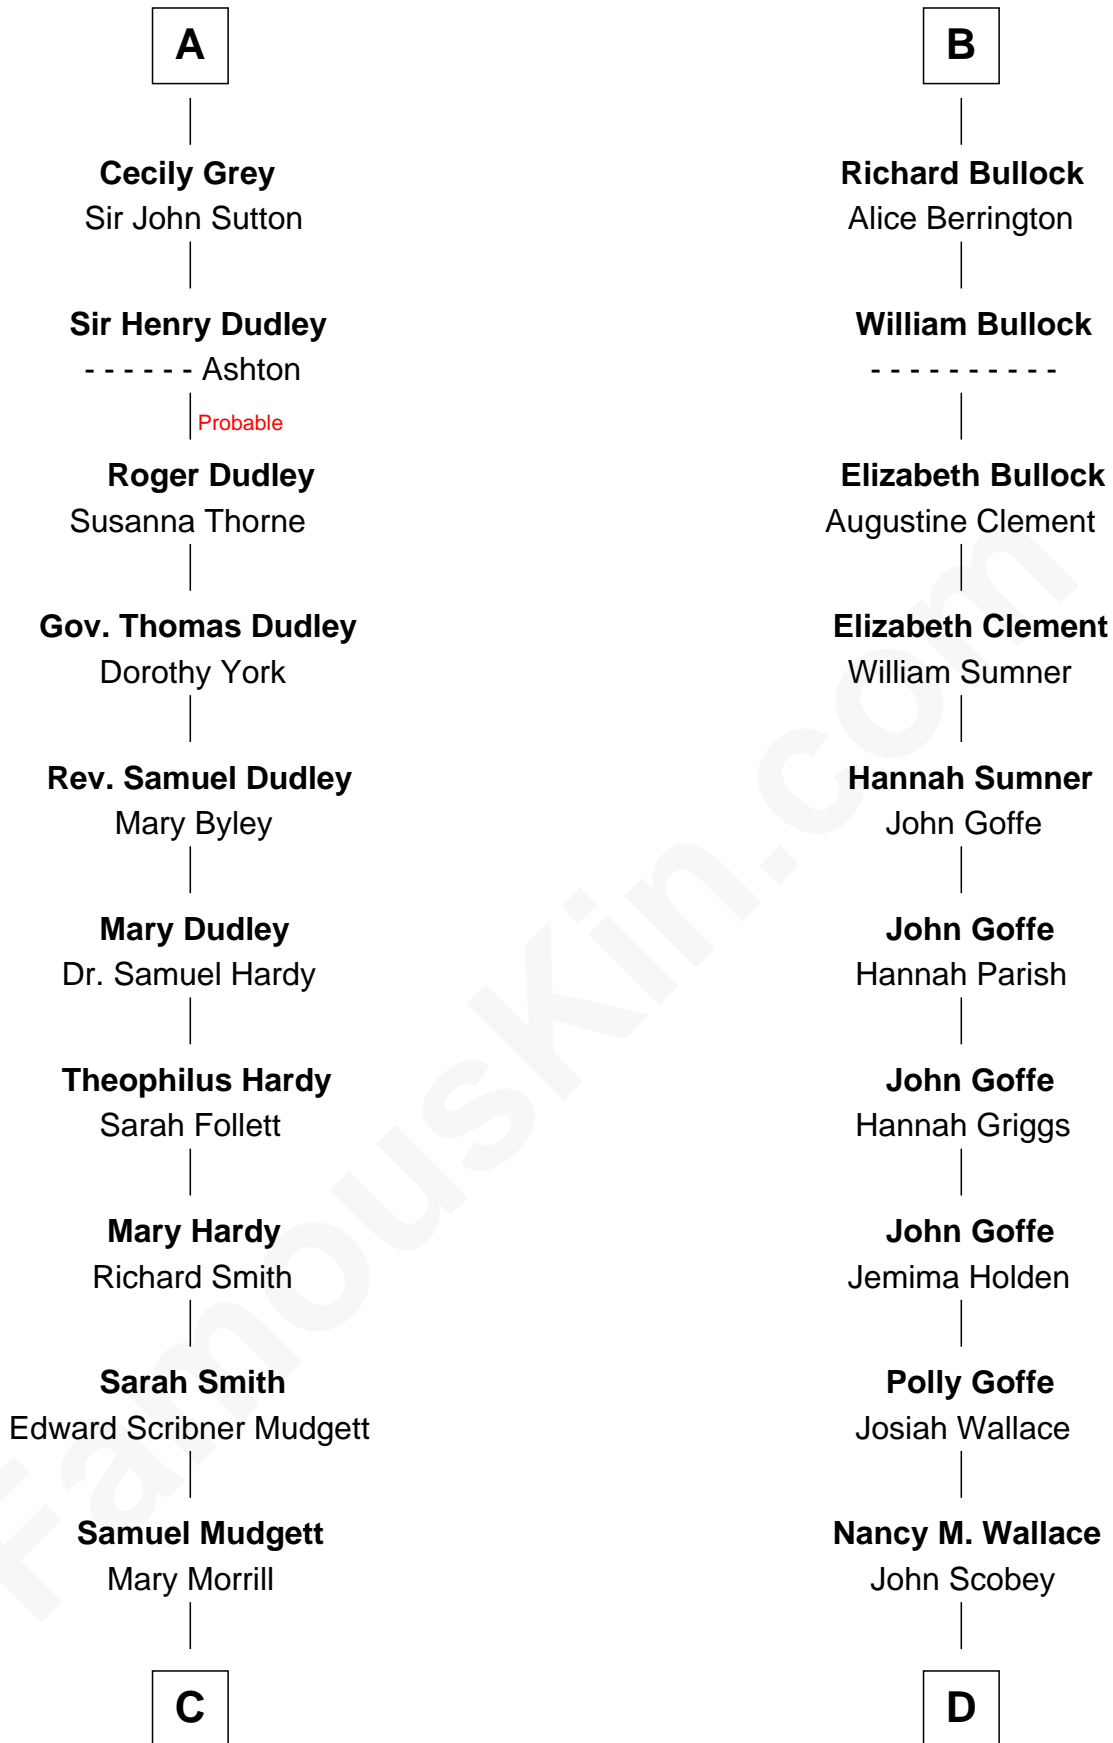 A
Cecily Grey
Sir John Sutton
Sir Henry Dudley
- - - - - - Ashton
Probable
Roger Dudley
Susanna Thorne
Gov. Thomas Dudley
Dorothy York
Rev. Samuel Dudley
Mary Byley
Mary Dudley
Dr. Samuel Hardy
Theophilus Hardy
Sarah Follett
Mary Hardy
Richard Smith
Sarah Smith
Edward Scribner Mudgett
Samuel Mudgett
Mary Morrill
C
B
Richard Bullock
Alice Berrington
William Bullock
- - - - - - - - - -
Elizabeth Bullock
Augustine Clement
Elizabeth Clement
William Sumner
Hannah Sumner
John Goffe
John Goffe
Hannah Parish
John Goffe
Hannah Griggs
John Goffe
Jemima Holden
Polly Goffe
Josiah Wallace
Nancy M. Wallace
John Scobey
D
FamousKin.com